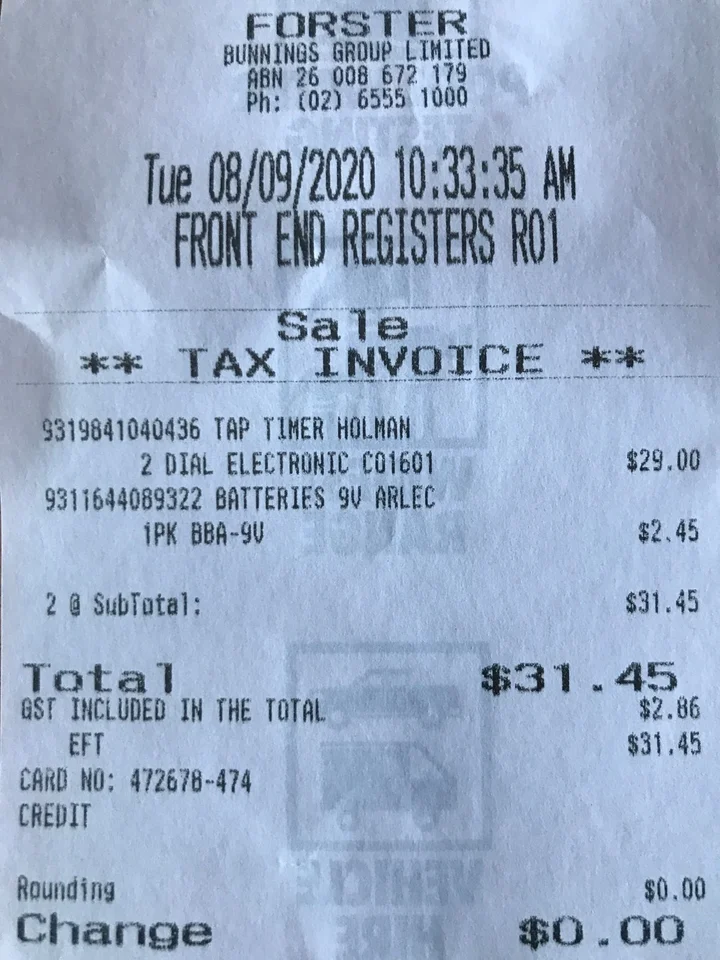 FORSTER
BUNNINGS GROUP LIMITED
ABN 26 008 672 179
Ph: (02) 6555 1000
Tue 08/09/2020 10:33:35 AM
FRONT END REGISTERS R01
Sale
** TAX INVOICE **
9319841040436 TAP TIMER HOLMAN
2 DIAL ELECTRONIC CO1601 $29.00
9311644089322 BATTERIES 9V ARLEC
1PK BBA-9V $2.45
2 @ SubTotal: $31.45
Total $31.45
GST INCLUDED IN THE TOTAL $2.86
EFT $31.45
CARD NO: 472678-474
CREDIT
Rounding $0.00
Change $0.00